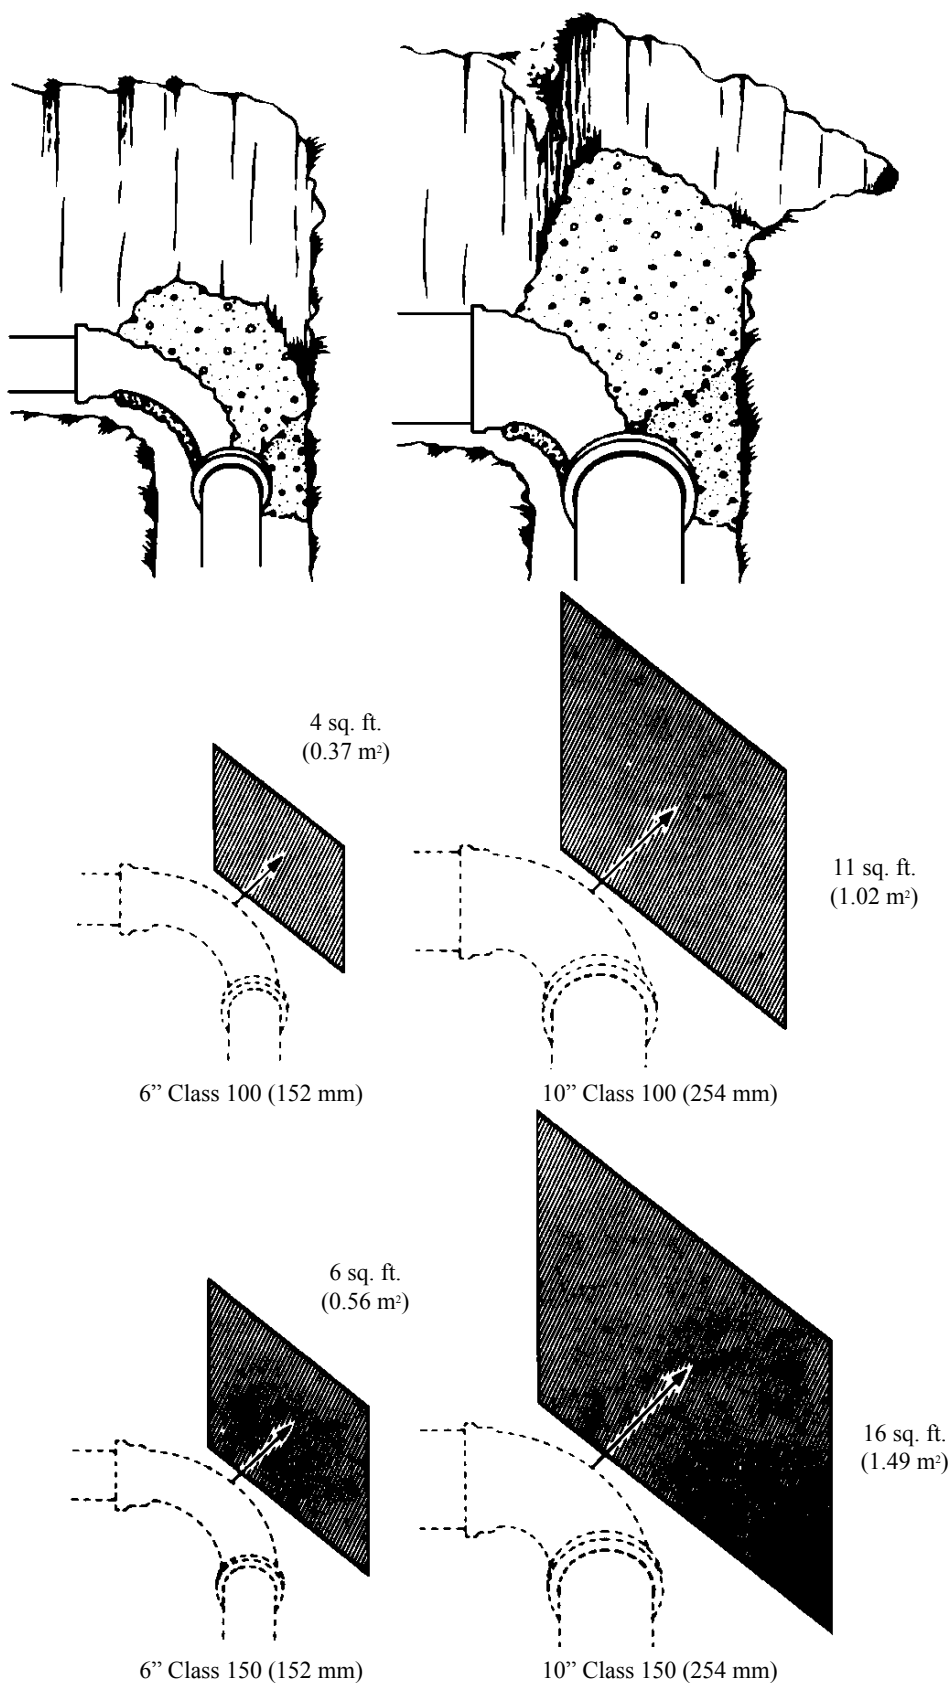 4 sq. ft.
(0.37 m²)
11 sq. ft.
(1.02 m²)
6” Class 100 (152 mm)
10” Class 100 (254 mm)
6 sq. ft.
(0.56 m²)
16 sq. ft.
(1.49 m²)
6” Class 150 (152 mm)
10” Class 150 (254 mm)